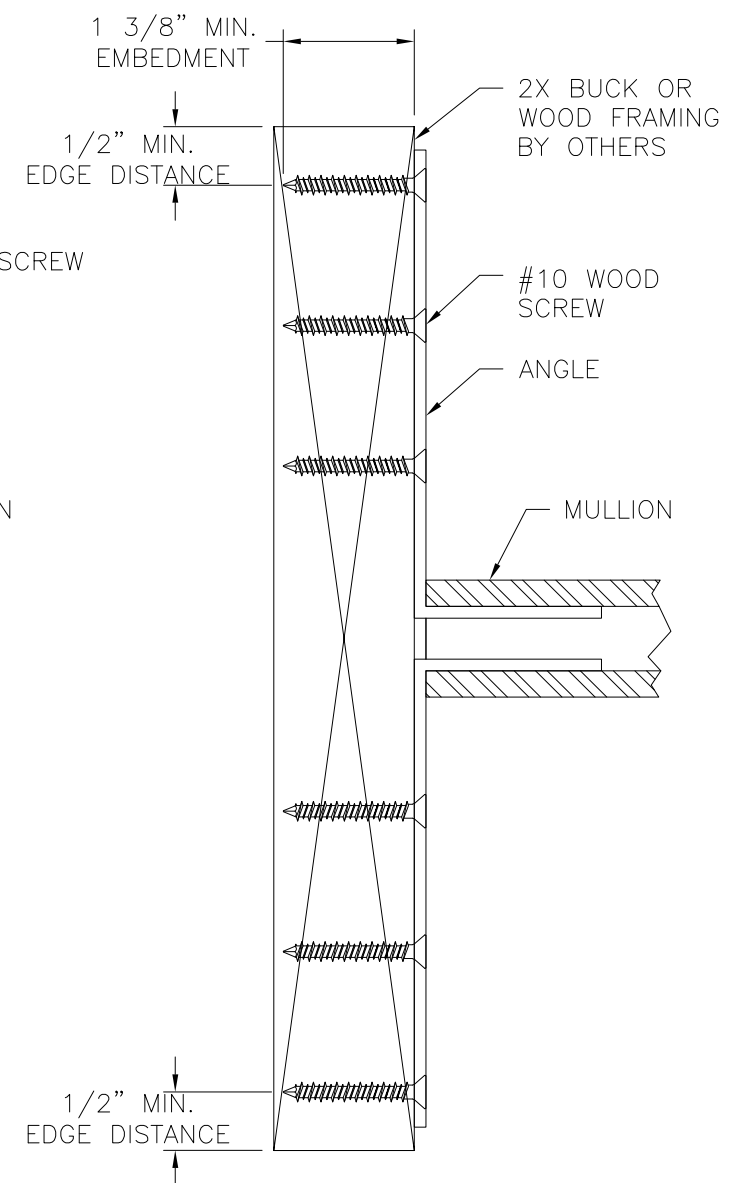 1 3/8” MIN.
EMBEDMENT
2X BUCK OR
WOOD FRAMING
BY OTHERS
1/2” MIN.
EDGE DISTANCE
SCREW
#10 WOOD
SCREW
ANGLE
N
MULLION
1/2” MIN.
EDGE DISTANCE